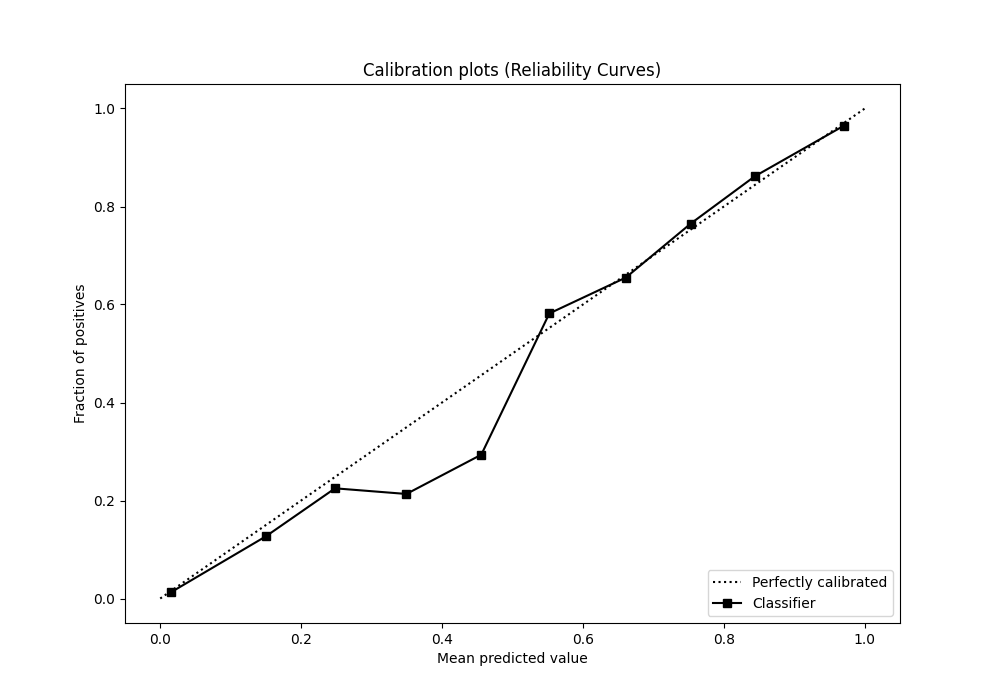 Calibration plots (Reliability Curves)
1.0
0.8
0.6
0.4
0.2
0.0
Fraction of positives
Perfectly calibrated
Classifier
0.0 0.2 0.4 0.6 0.8 1.0
Mean predicted value